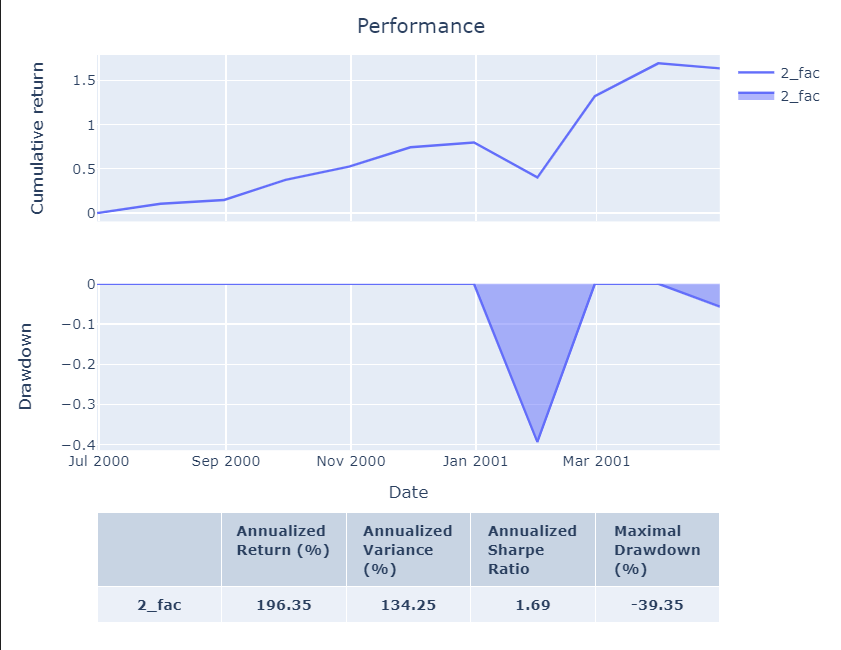 Performance
Cumulative return
1.5
1
0.5
0
2_fac
2_fac
Drawdown
0
−0.1
−0.2
−0.3
−0.4
Jul 2000 Sep 2000 Nov 2000 Jan 2001 Mar 2001
Date
Annualized Return (%)
Annualized Variance (%)
Annualized Sharpe Ratio
Maximal Drawdown (%)
2_fac 196.35 134.25 1.69 -39.35